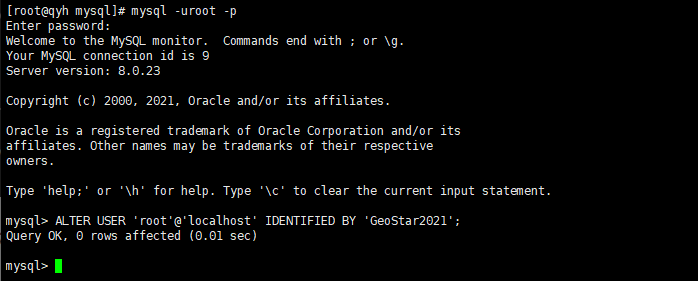 [root@qyh mysql]# mysql -uroot -p
Enter password:
Welcome to the MySQL monitor.  Commands end with ; or \g.
Your MySQL connection id is 9
Server version: 8.0.23
Copyright (c) 2000, 2021, Oracle and/or its affiliates.
Oracle is a registered trademark of Oracle Corporation and/or its
affiliates. Other names may be trademarks of their respective
owners.
Type 'help;' or '\h' for help. Type '\c' to clear the current input statement.
mysql> ALTER USER 'root'@'localhost' IDENTIFIED BY 'GeoStar2021';
Query OK, 0 rows affected (0.01 sec)
mysql>